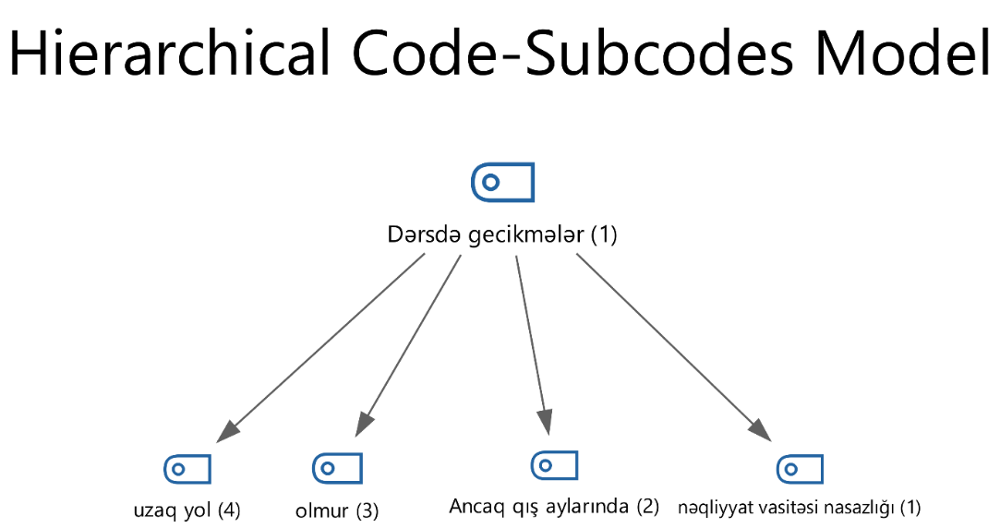 Hierarchical Code-Subcodes Model
Dərsdə gecikmələr (1)
uzaq yol (4)
olmur (3)
Ancaq qış aylarında (2)
nəqliyyat vasitəsi nasazlığı (1)